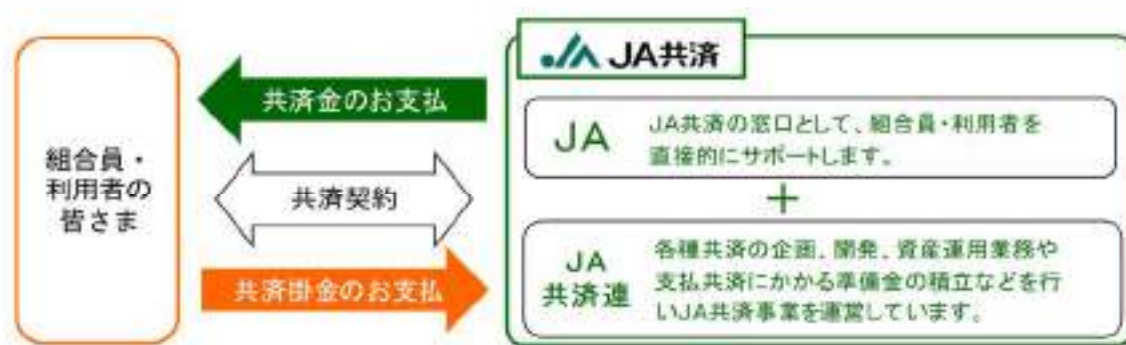 組合員・
利用者の
皆さま
共済金のお支払
共済契約
共済掛金のお支払
JA共済
JA
JA共済の窓口として、組合員・利用者を
直接的にサポートします。
+
JA
共済連
各種共済の企画、開発、資産運用業務や
支払共済にかかる準備金の積立などを行
いJA共済事業を運営しています。